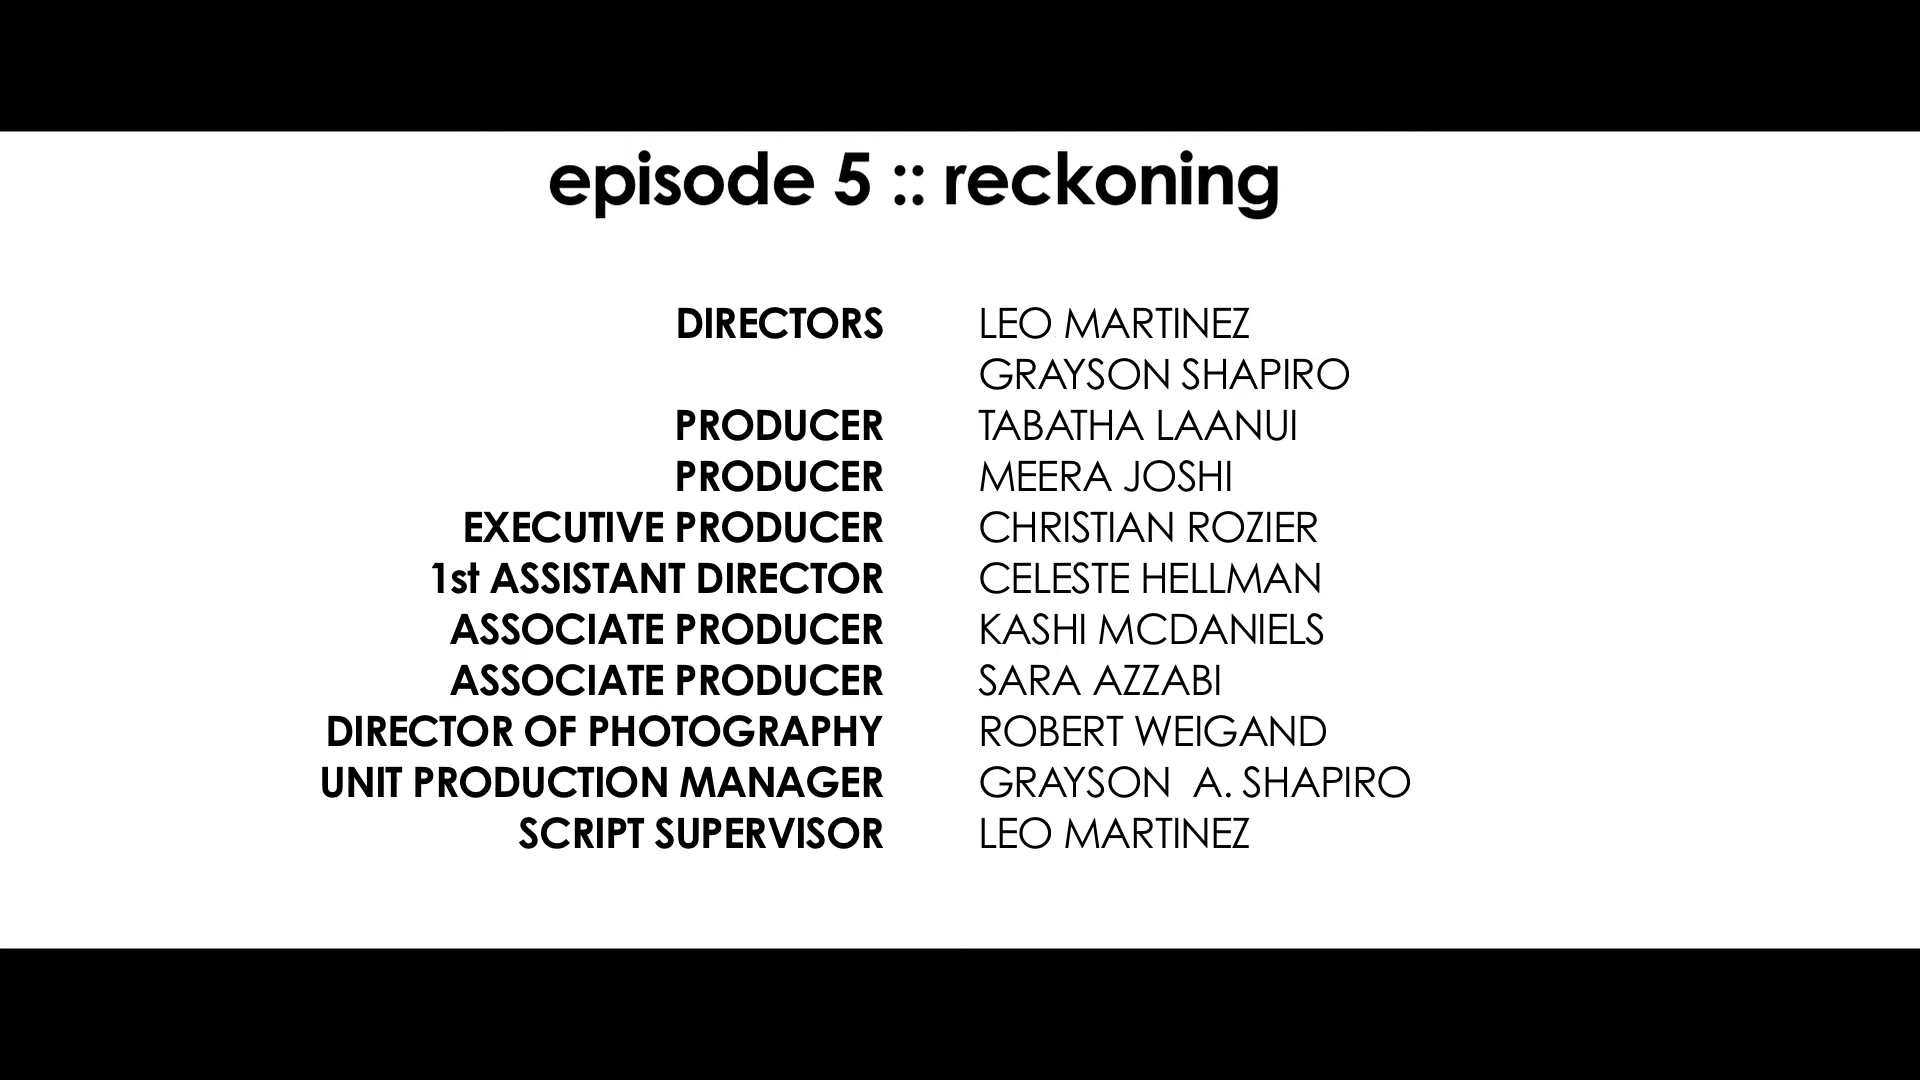 episode 5 :: reckoning
DIRECTORS LEO MARTINEZ
GRAYSON SHAPIRO
PRODUCER TABATHA LAANUI
PRODUCER MEERA JOSHI
EXECUTIVE PRODUCER CHRISTIAN ROZIER
1st ASSISTANT DIRECTOR CELESTE HELLMAN
ASSOCIATE PRODUCER KASHI MCDANIELS
ASSOCIATE PRODUCER SARA AZZABI
DIRECTOR OF PHOTOGRAPHY ROBERT WEIGAND
UNIT PRODUCTION MANAGER GRAYSON  A. SHAPIRO
SCRIPT SUPERVISOR LEO MARTINEZ